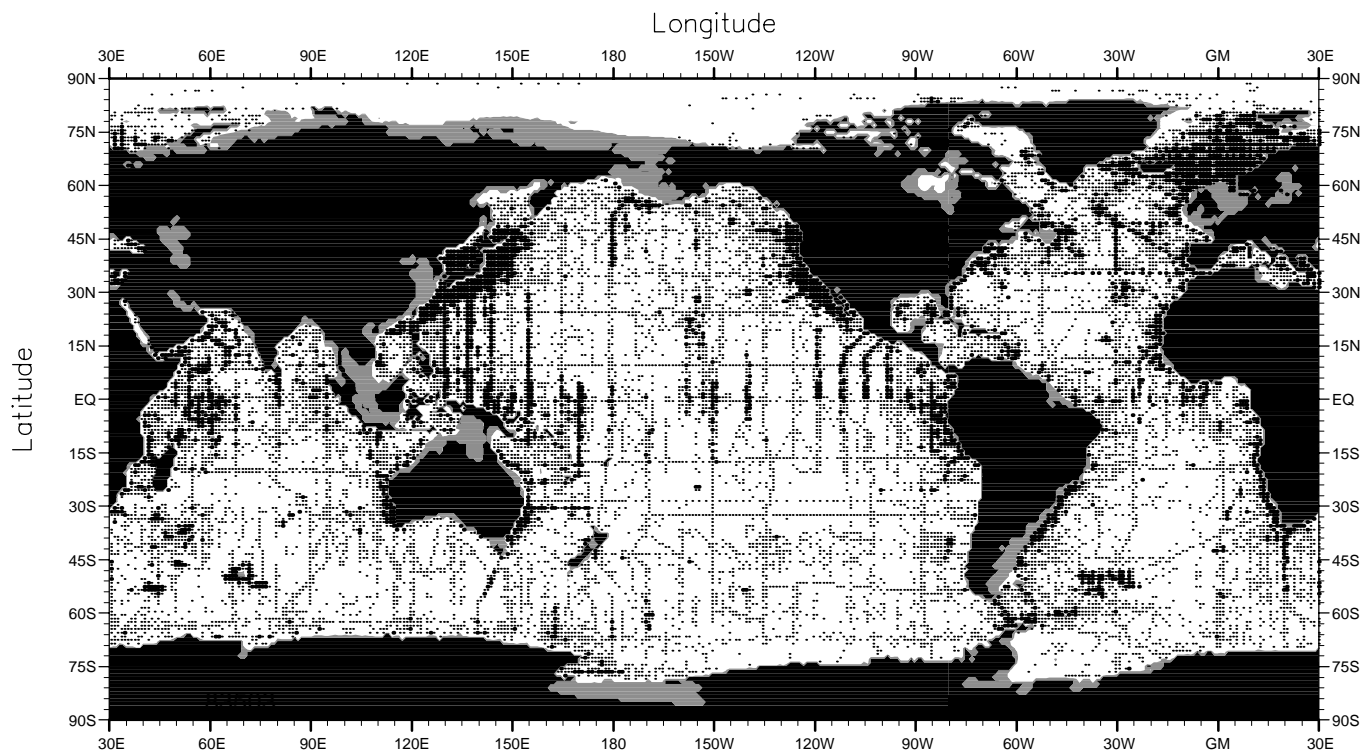 Longitude
30E 60E 90E 120E 150E 180 150W 120W 90W 60W 30W GM 30E
90N 90N
75N 75N
60N 60N
45N 45N
30N 30N
15N 15N
Latitude
EQ EQ
15S 15S
30S 30S
45S 45S
60S 60S
75S 75S
90S 90S
30E 60E 90E 120E 150E 180 150W 120W 90W 60W 30W GM 30E